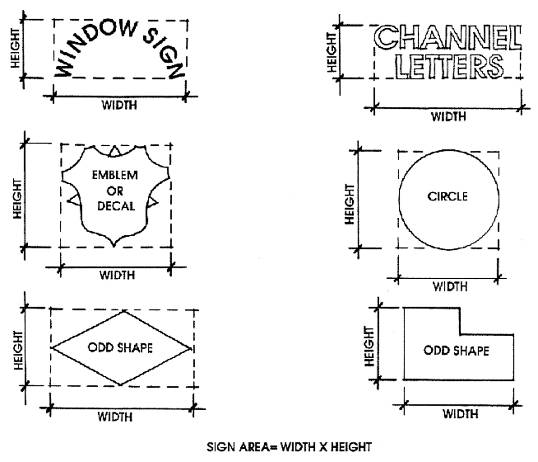 HEIGHT
WINDOW SIGN
WIDTH
HEIGHT
CHANNEL
LETTERS
WIDTH
HEIGHT
EMBLEM
OR
DECAL
WIDTH
HEIGHT
CIRCLE
WIDTH
HEIGHT
ODD SHAPE
WIDTH
HEIGHT
ODD SHAPE
WIDTH
SIGN AREA= WIDTH X HEIGHT